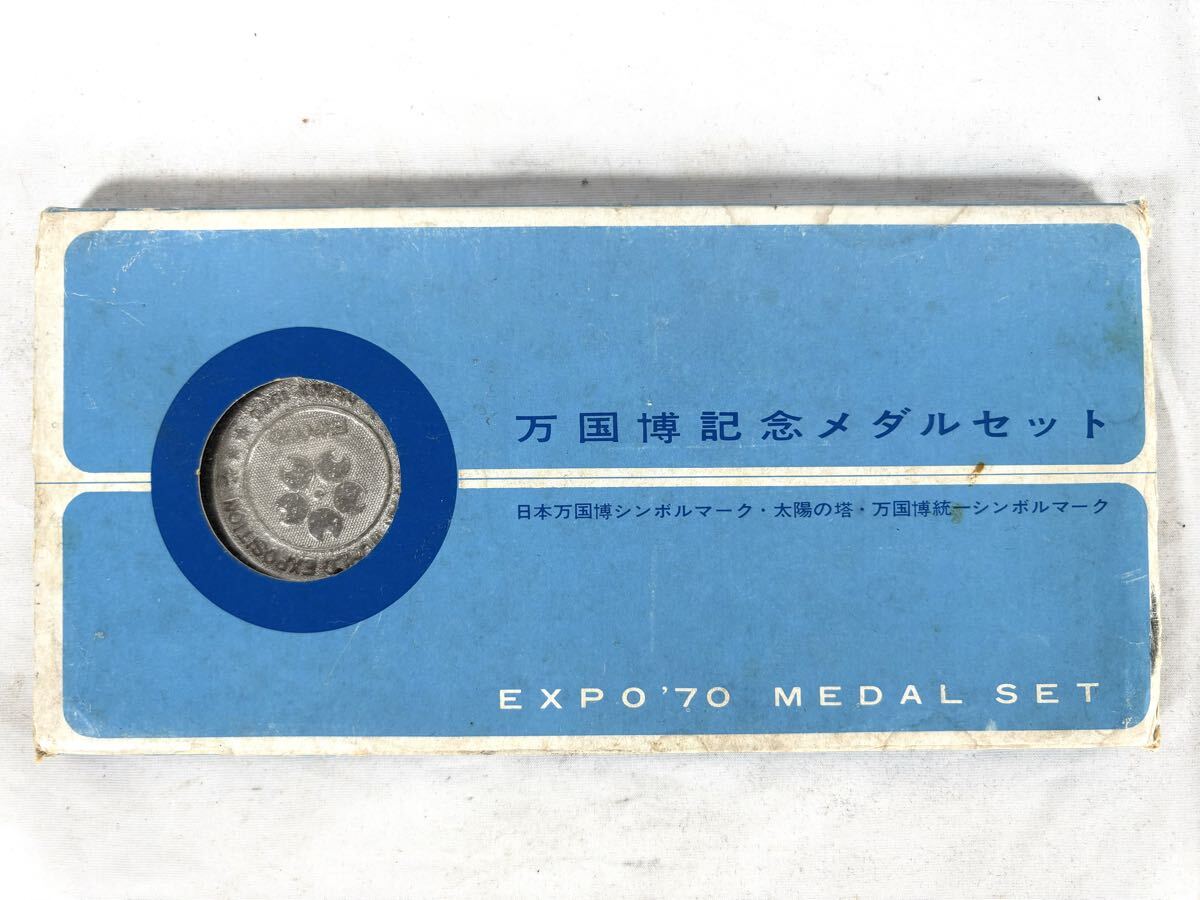 万国博記念メダルセット
日本万国博シンボルマーク・太陽の塔・万国博統一シンボルマーク
EXPO'70 MEDAL SET
EXPOSITION